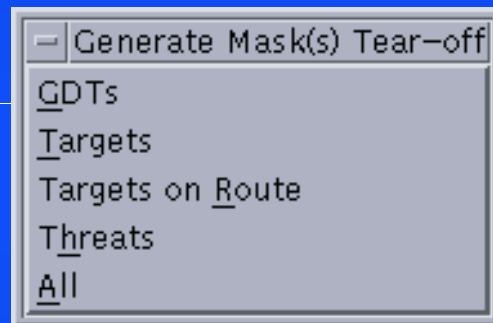 Generate Mask(s) Tear-off
GDTs
Targets
Targets on Route
Threats
All